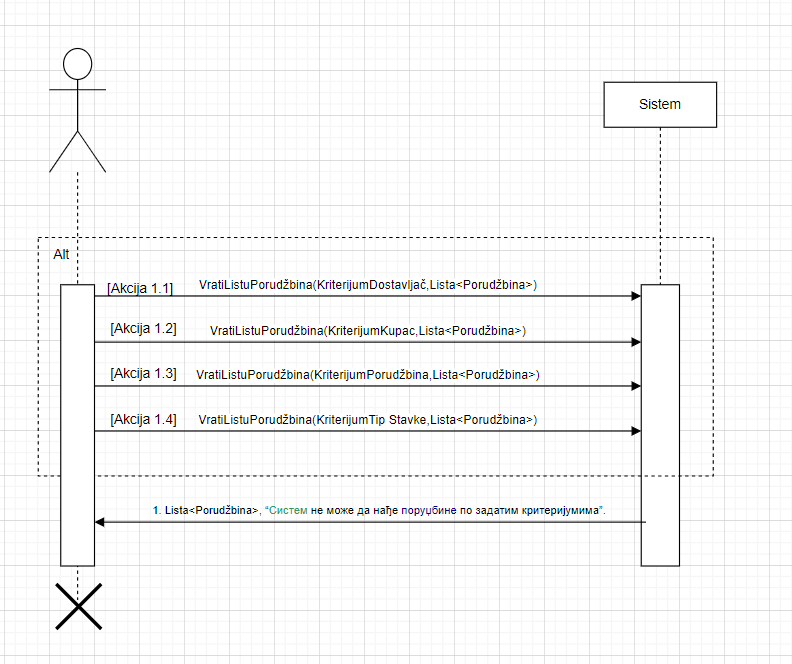 Sistem
Alt
[Akcija 1.1] VratiListuPorudžbina(KriterijumDostavljač,Lista<Porudžbina>)
[Akcija 1.2] VratiListuPorudžbina(KriterijumKupac,Lista<Porudžbina>)
[Akcija 1.3] VratiListuPorudžbina(KriterijumPorudžbina,Lista<Porudžbina>)
[Akcija 1.4] VratiListuPorudžbina(KriterijumTip Stavke,Lista<Porudžbina>)
1. Lista<Porudžbina>, “Систем не може да нађе поруџбине по задатим критеријумима”.